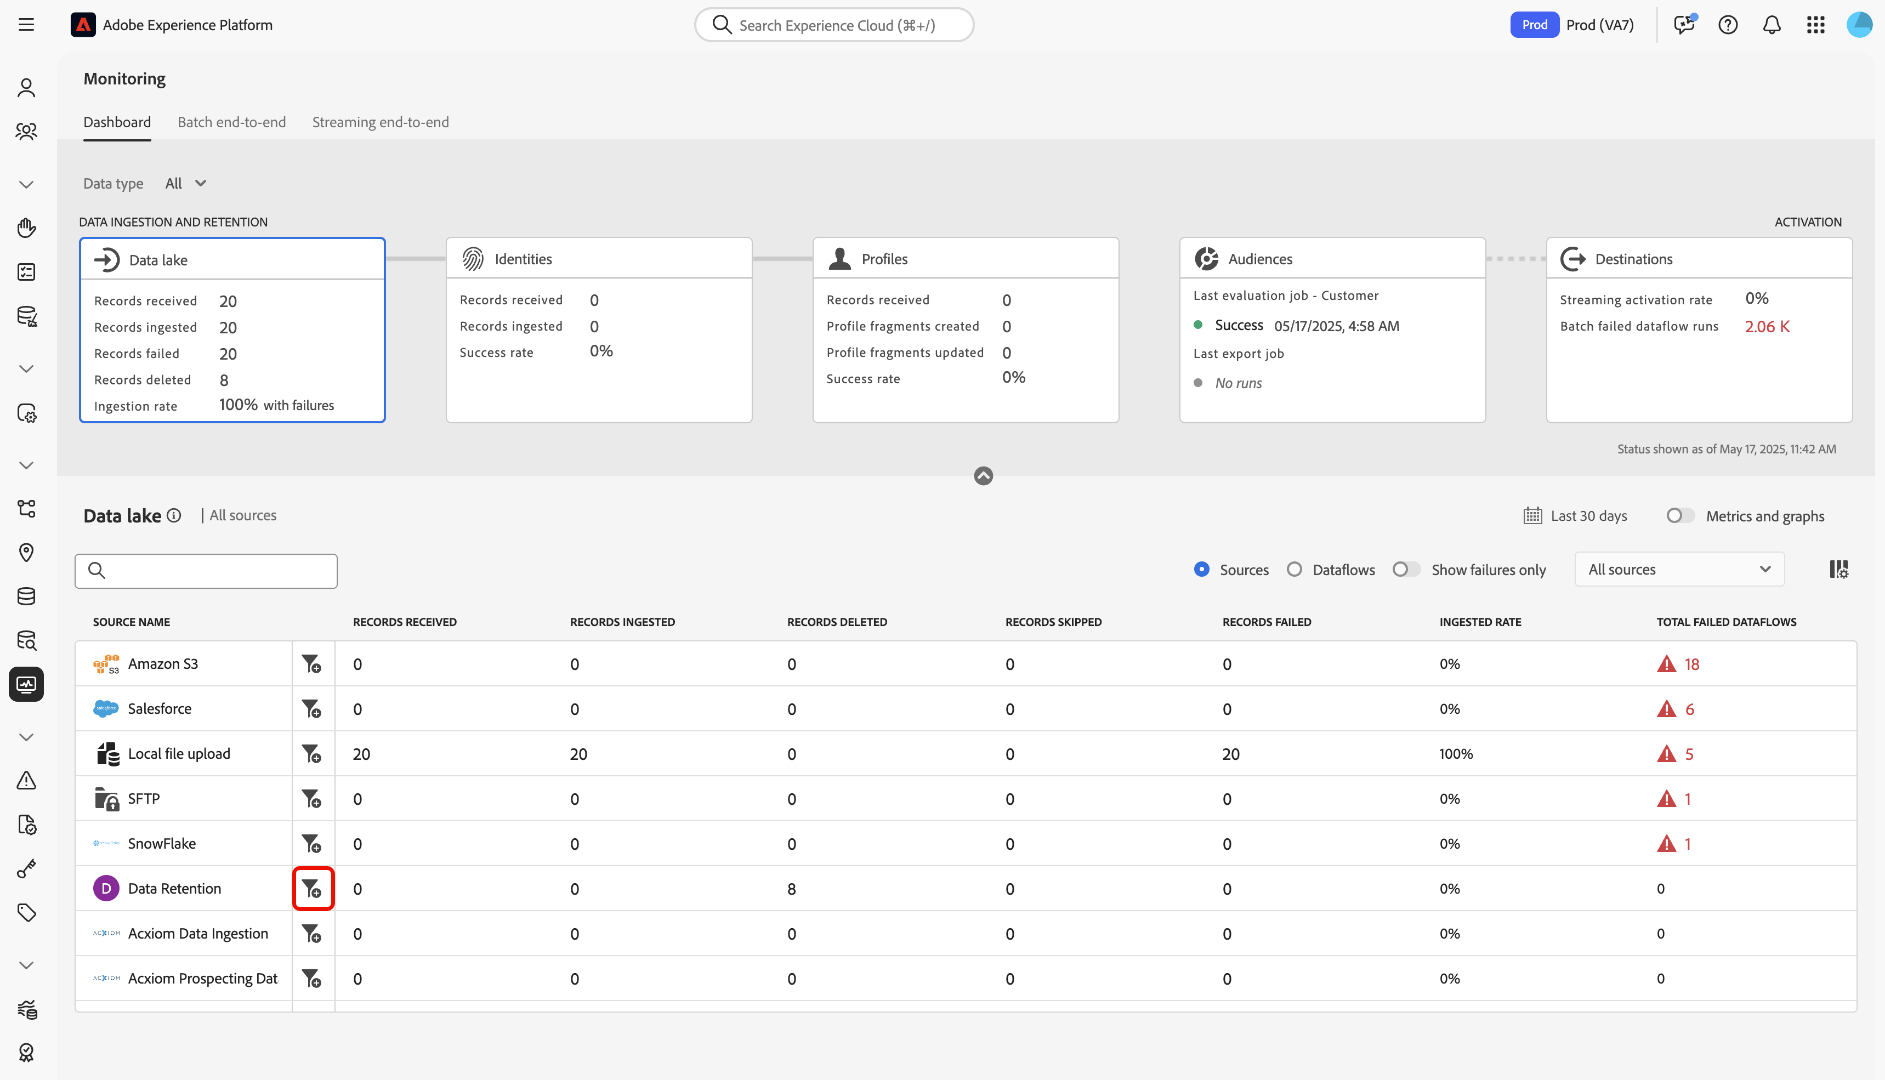 Adobe Experience Platform
Search Experience Cloud (⌘+/)
Prod
Prod (VA7)
Monitoring
Dashboard
Batch end-to-end
Streaming end-to-end
Data type
All
DATA INGESTION AND RETENTION
ACTIVATION
Data lake
Records received 20
Records ingested 20
Records failed 20
Records deleted 8
Ingestion rate 100% with failures
Identities
Records received 0
Records ingested 0
Success rate 0%
Profiles
Records received 0
Profile fragments created 0
Profile fragments updated 0
Success rate 0%
Audiences
Last evaluation job - Customer
Success 05/17/2025, 4:58 AM
Last export job
No runs
Destinations
Streaming activation rate 0%
Batch failed dataflow runs 2.06 K
Status shown as of May 17, 2025, 11:42 AM
Data lake | All sources
Last 30 days
Metrics and graphs
Sources
Dataflows
Show failures only
All sources
SOURCE NAME RECORDS RECEIVED RECORDS INGESTED RECORDS DELETED RECORDS SKIPPED RECORDS FAILED INGESTED RATE TOTAL FAILED DATAFLOWS
S3 Amazon S3 0 0 0 0 0 0% 18
Salesforce 0 0 0 0 0 0% 6
Local file upload 20 20 0 0 20 100% 5
SFTP 0 0 0 0 0 0% 1
SnowFlake 0 0 0 0 0 0% 1
D Data Retention 0 0 8 0 0 0% 0
ACXIOM Acxiom Data Ingestion 0 0 0 0 0 0% 0
ACXIOM Acxiom Prospecting Dat 0 0 0 0 0 0% 0